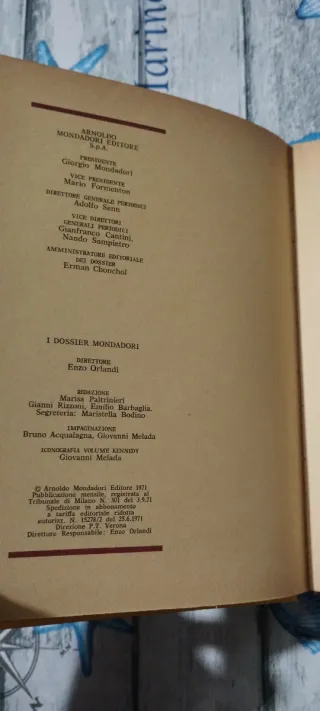 Marina
ARNOLDO
MONDADORI EDITORE
S.p.A.
PRESIDENTE
Giorgio Mondadori
VICE PRESIDENTE
Mario Formenton
DIRETTORE GENERALE PERIODICI
Adolfo Senn
VICE DIRETTORI
GENERALI PERIODICI
Gianfranco Cantini,
Nando Sampietro
AMMINISTRATORE EDITORIALE
DEI DOSSIER
Erman Chonchol
I DOSSIER MONDADORI
DIRETTORE
Enzo Orlandi
REDAZIONE
Marisa Paltrinieri
Gianni Rizzoni, Emilio Barbaglia.
Segreteria: Maristella Bodino
IMPAGINAZIONE
Bruno Acqualagna, Giovanni Melada
ICONOGRAFIA VOLUME KENNEDY
Giovanni Melada
© Arnoldo Mondadori Editore 1971
Pubblicazione mensile, registrata al
Tribunale di Milano N. 301 del 3.9.71
Spedizione in abbonamento
a tariffa editoriale ridotta
autorizz. N. 15278/2 del 25.6.1971
Direzione P.T. Verona
Direttore Responsabile: Enzo Orlandi